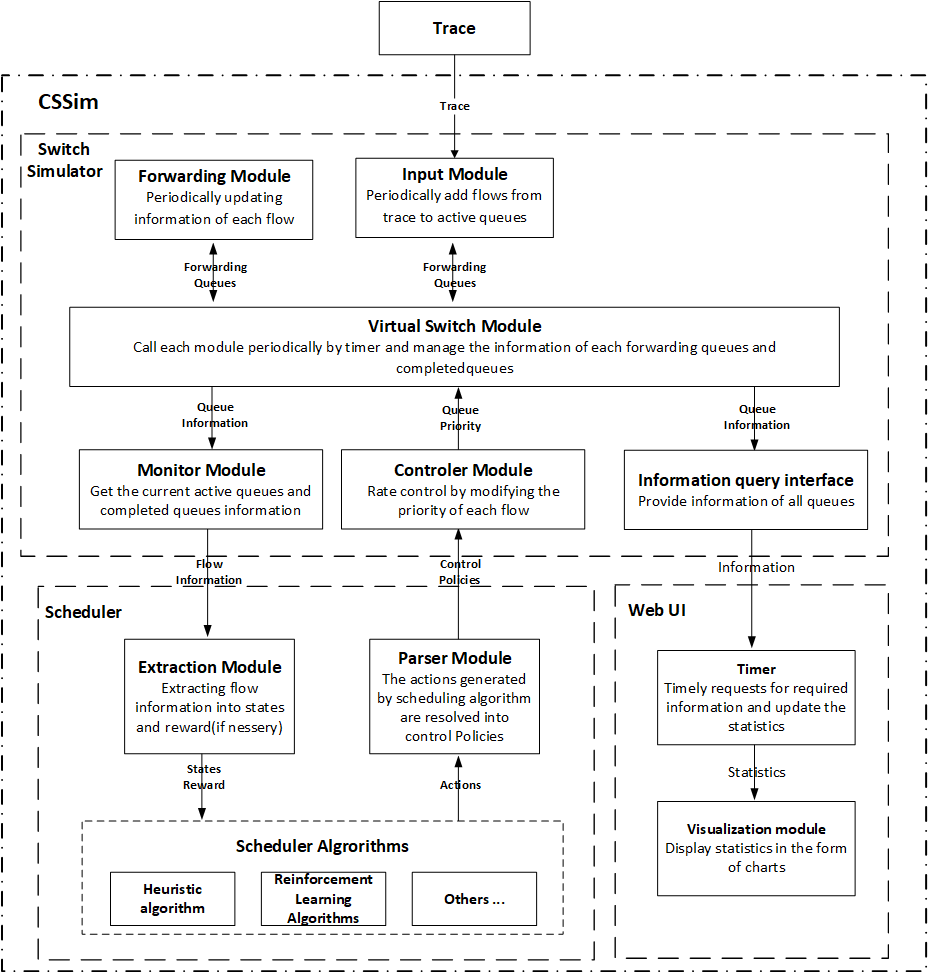 Trace
CSSim
Trace
Switch
Simulator
Forwarding Module
Periodically updating
information of each flow
Input Module
Periodically add flows from
trace to active queues
Forwarding
Queues
Forwarding
Queues
Virtual Switch Module
Call each module periodically by timer and manage the information of each forwarding queues and
completedqueues
Queue
Information
Queue
Priority
Queue
Information
Monitor Module
Get the current active queues and
completed queues information
Controler Module
Rate control by modifying the
priority of each flow
Information query interface
Provide information of all queues
Flow
Information
Control
Policies
Information
Scheduler
Web UI
Extraction Module
Extracting flow
information into states
and reward(if nessery)
Parser Module
The actions generated
by scheduling algorithm
are resolved into
control Policies
Timer
Timely requests for required
information and update the
statistics
States
Reward
Actions
Statistics
Scheduler Algrorithms
Heuristic
algorithm
Reinforcement
Learning
Algorithms
Others ...
Visualization module
Display statistics in the form
of charts